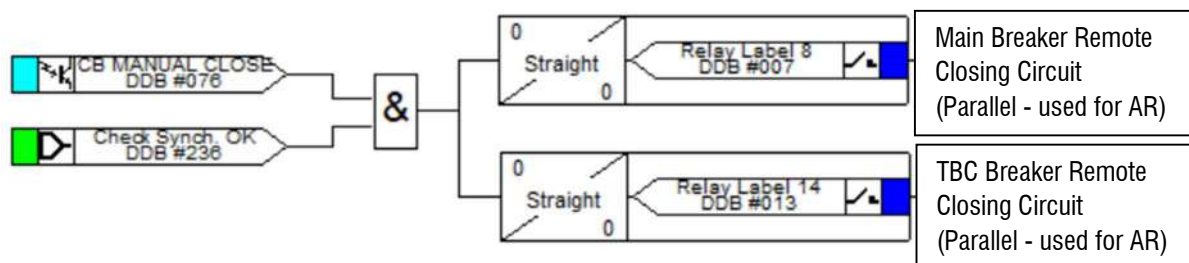 CB MANUAL CLOSE
DDB #076
Check Synch. OK
DDB #236
&
0
Straight
0
Relay Label 8
DDB #007
Main Breaker Remote
Closing Circuit
(Parallel - used for AR)
0
Straight
0
Relay Label 14
DDB #013
TBC Breaker Remote
Closing Circuit
(Parallel - used for AR)